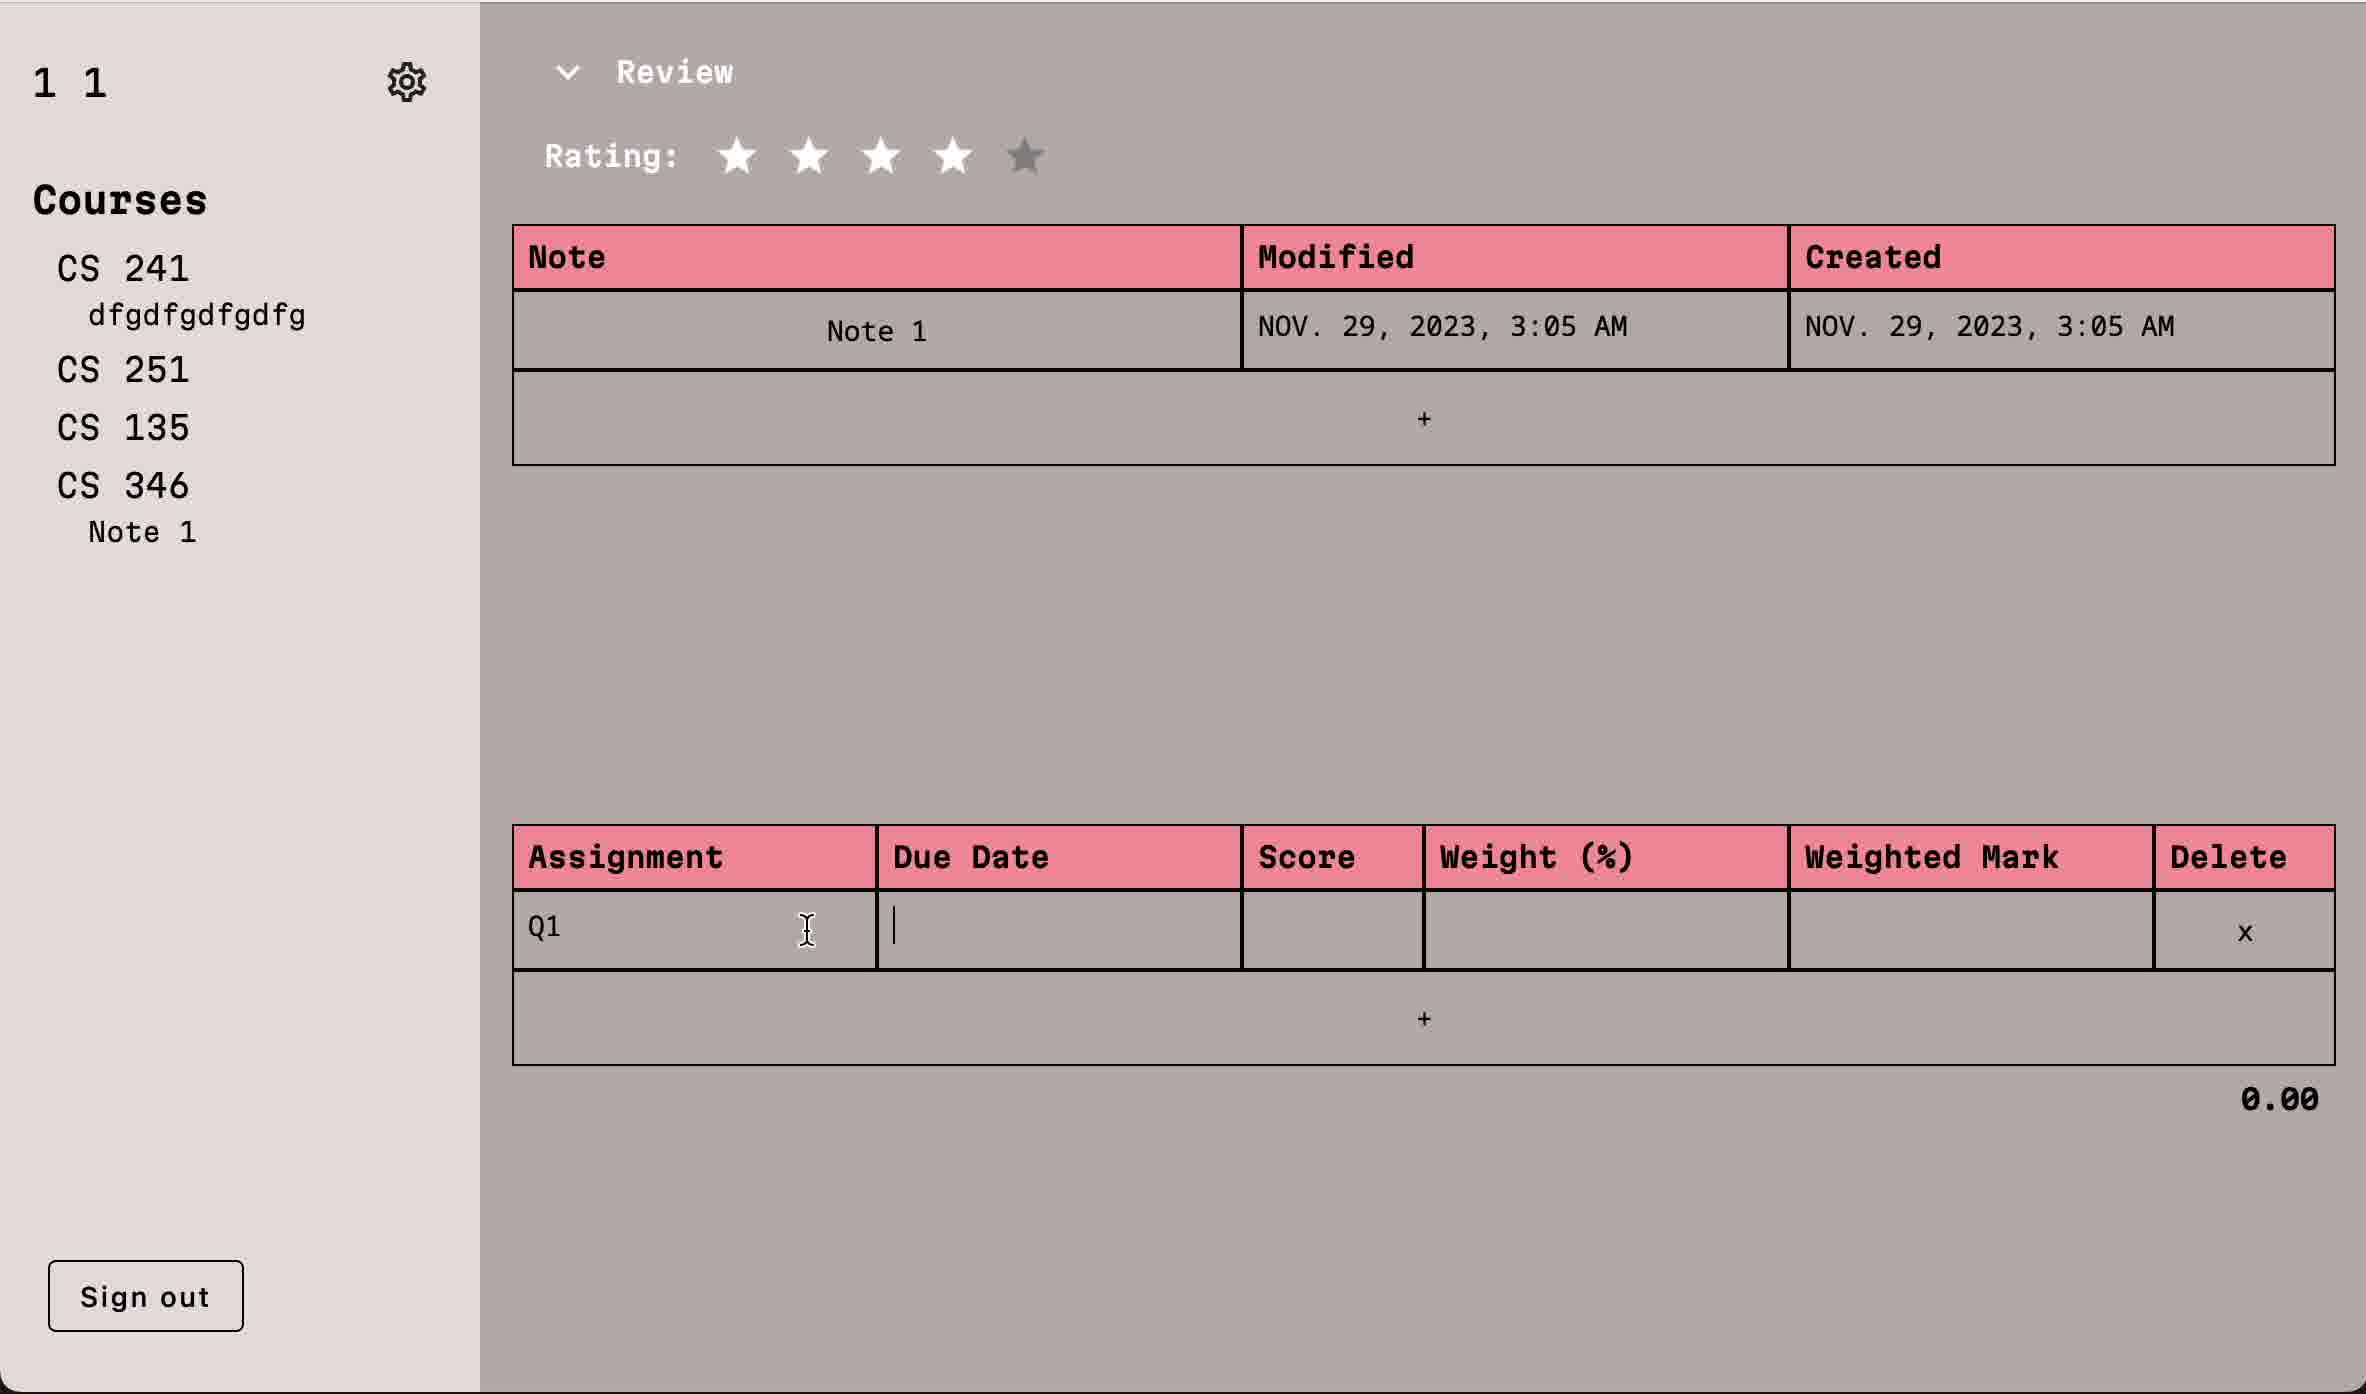 1 1
Courses
CS 241
dfgdfgdfgdfg
CS 251
CS 135
CS 346
Note 1
Sign out
Review
Rating:
Note Modified Created
Note 1 NOV. 29, 2023, 3:05 AM NOV. 29, 2023, 3:05 AM
+
Assignment Due Date Score Weight (%) Weighted Mark Delete
Q1 x
+
0.00